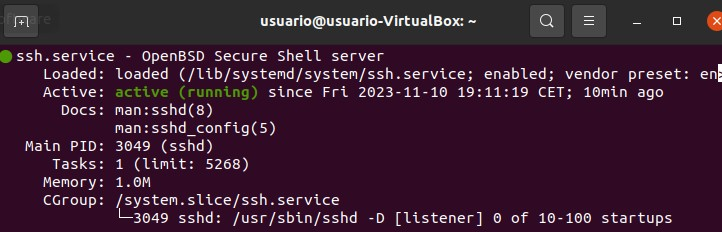 usuario@usuario-VirtualBox: ~
ssh.service - OpenBSD Secure Shell server
Loaded: loaded (/lib/systemd/system/ssh.service; enabled; vendor preset: en>
Active: active (running) since Fri 2023-11-10 19:11:19 CET; 10min ago
Docs: man:sshd(8)
man:sshd_config(5)
Main PID: 3049 (sshd)
Tasks: 1 (limit: 5268)
Memory: 1.0M
CGroup: /system.slice/ssh.service
└─3049 sshd: /usr/sbin/sshd -D [listener] 0 of 10-100 startups